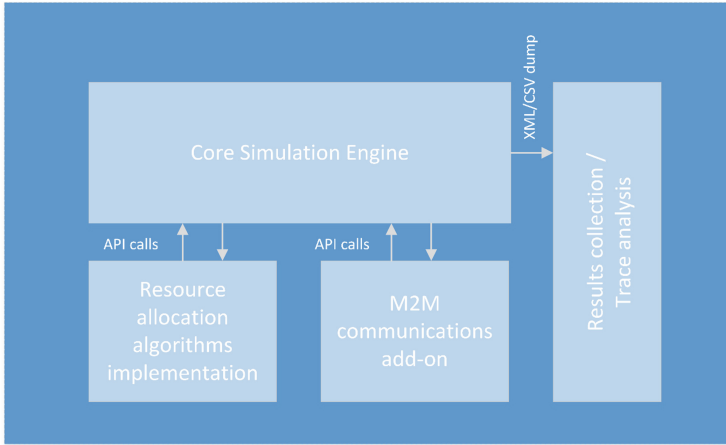 Core Simulation Engine
XML/CSV dump
Results collection /
Trace analysis
API calls
API calls
Resource
allocation
algorithms
implementation
M2M
communications
add-on